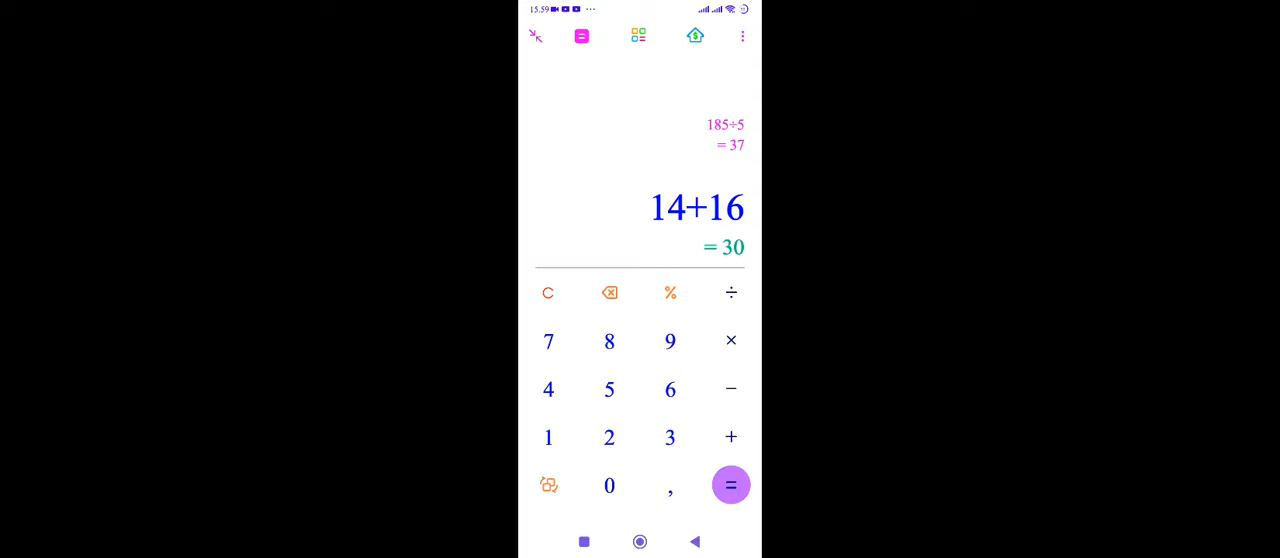 15.59
185÷5
= 37
14+16
= 30
C % ÷
7 8 9 ×
4 5 6 −
1 2 3 +
0 , =